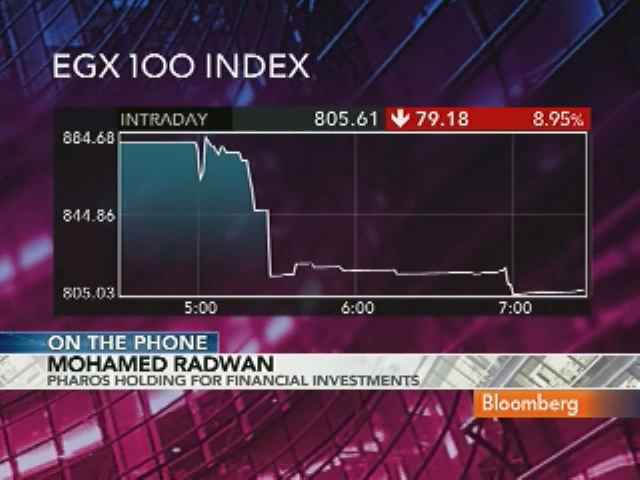 EGX 100 INDEX
INTRADAY 805.61 79.18 8.95%
884.68
844.86
805.03
5:00 6:00 7:00
ON THE PHONE
MOHAMED RADWAN
PHAROS HOLDING FOR FINANCIAL INVESTMENTS
Bloomberg